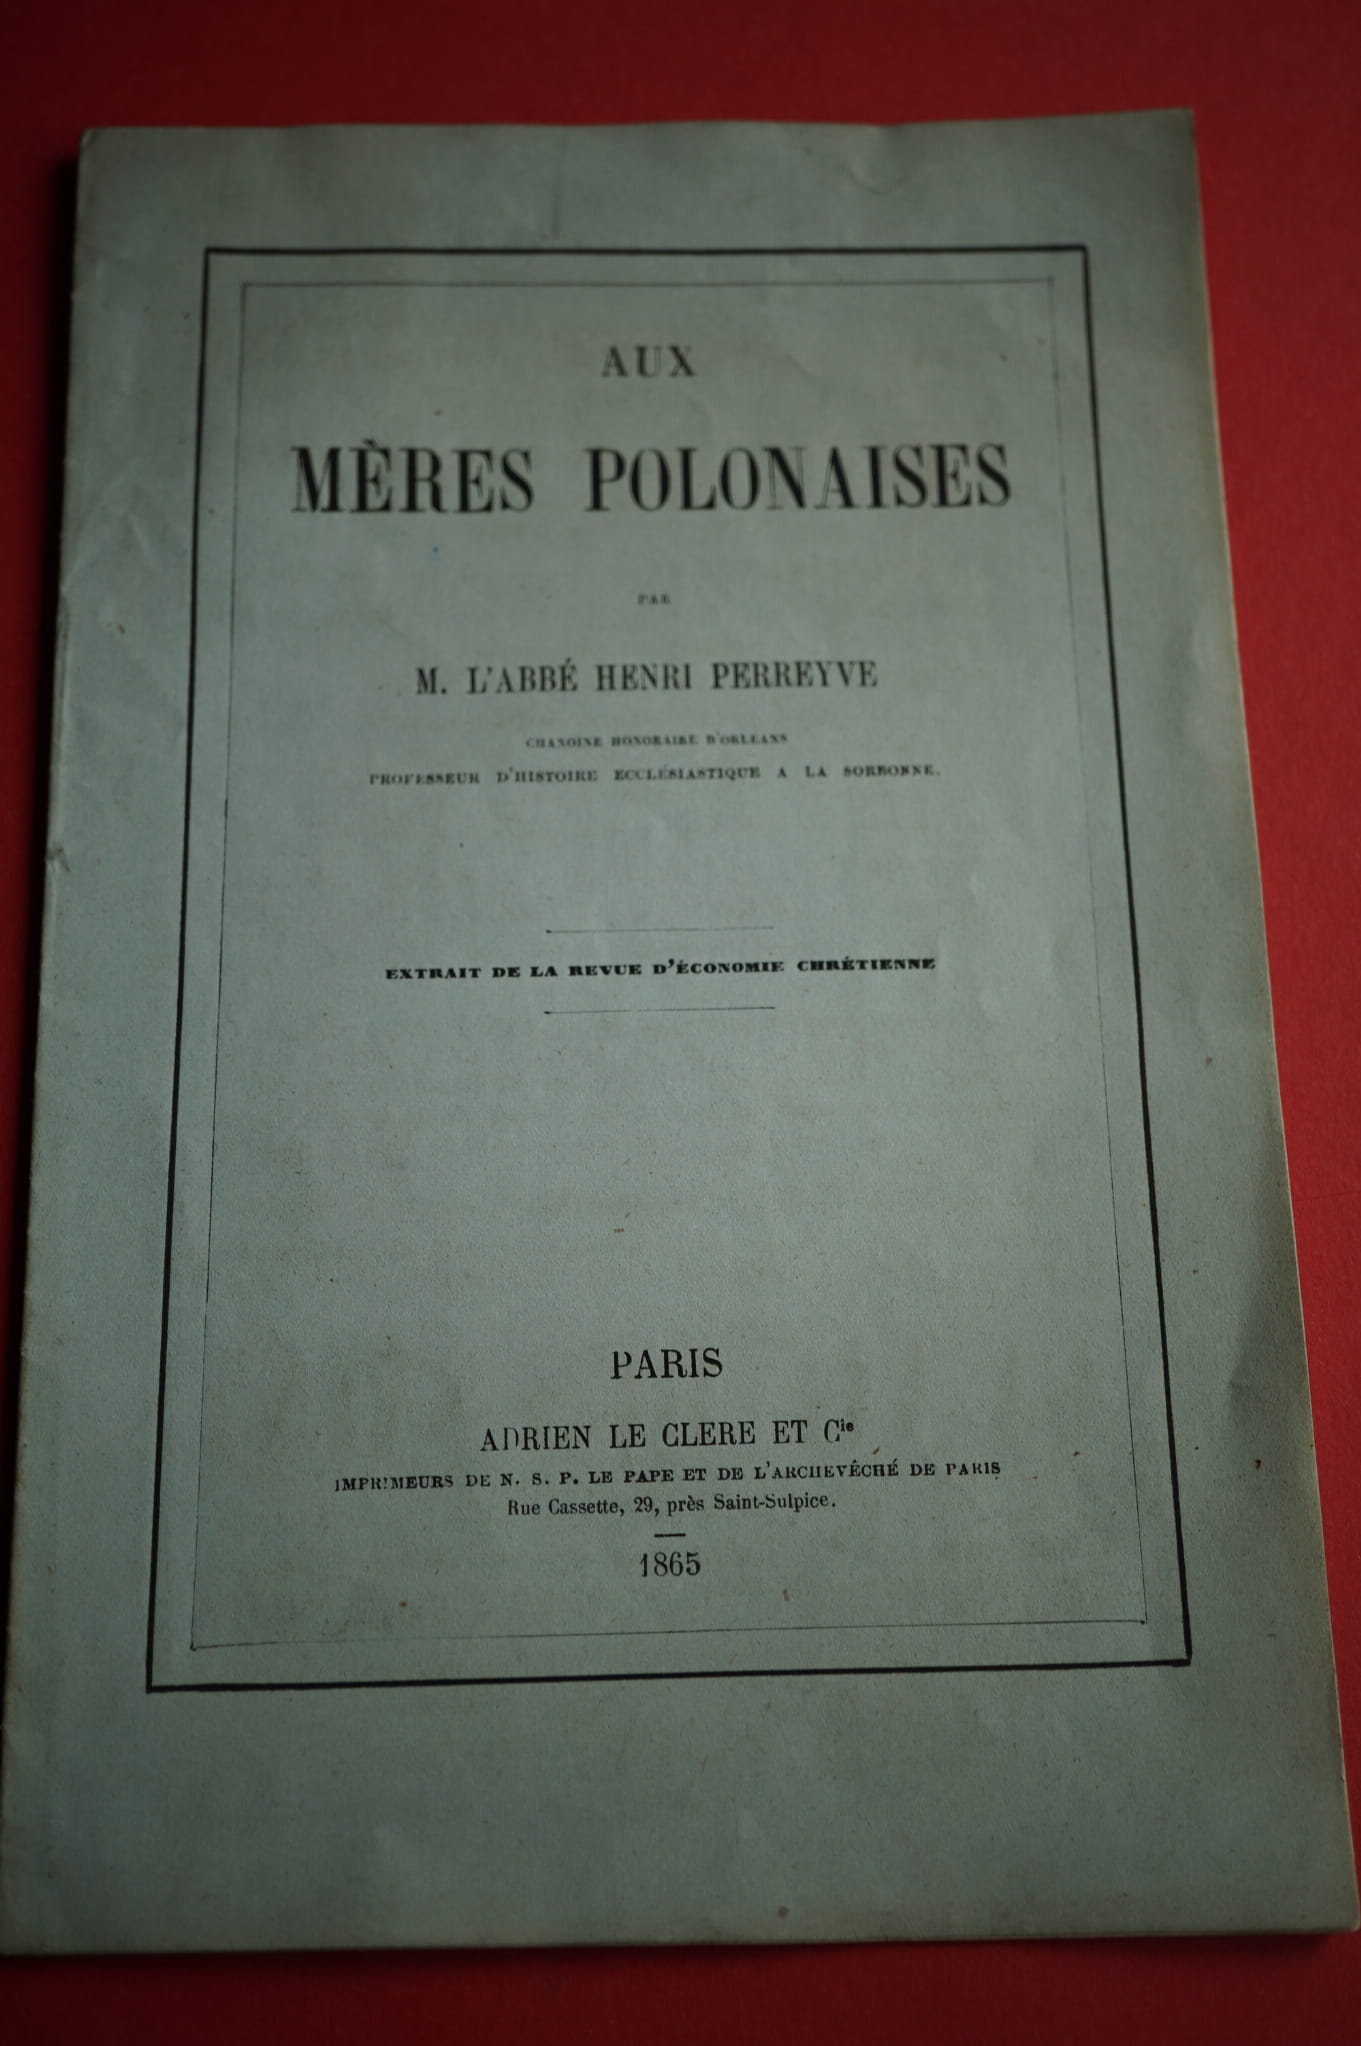 AUX
MÈRES POLONAISES
PAR
M. L'ABBÉ HENRI PERREYVE
CHANOINE HONORAIRE D'ORLÉANS
PROFESSEUR D'HISTOIRE ECCLÉSIASTIQUE A LA SORBONNE.
EXTRAIT DE LA REVUE D'ÉCONOMIE CHRÉTIENNE
PARIS
ADRIEN LE CLERE ET Cie
IMPRIMEURS DE N. S. P. LE PAPE ET DE L'ARCHEVÊCHÉ DE PARIS
Rue Cassette, 29, près Saint-Sulpice.
1865